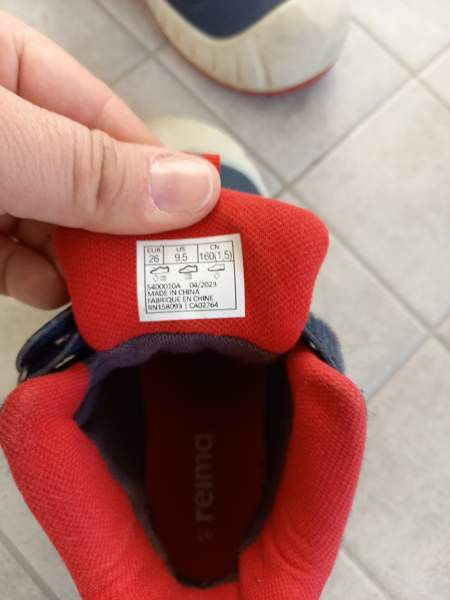 EUR US CN
26 9.5 160(1.5)
5400010A 04/2023
MADE IN CHINA
FABRIQUE EN CHINE
RN158093 | CA02764
reima